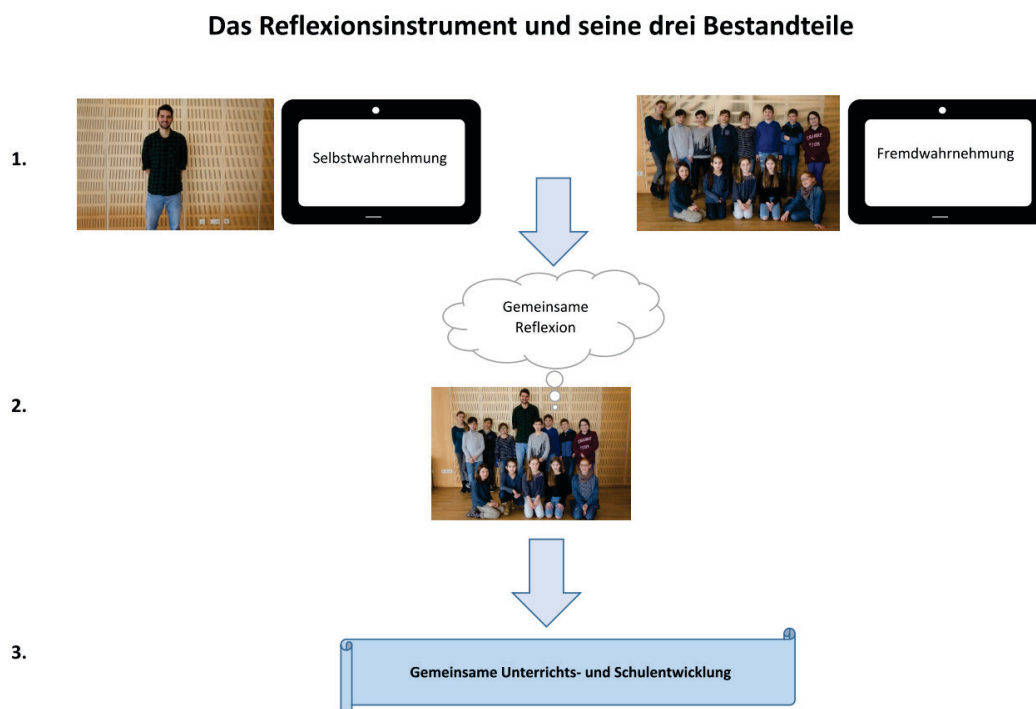 Das Reflexionsinstrument und seine drei Bestandteile
1.
Selbstwahrnehmung
Fremdwahrnehmung
Gemeinsame
Reflexion
2.
3.
Gemeinsame Unterrichts- und Schulentwicklung